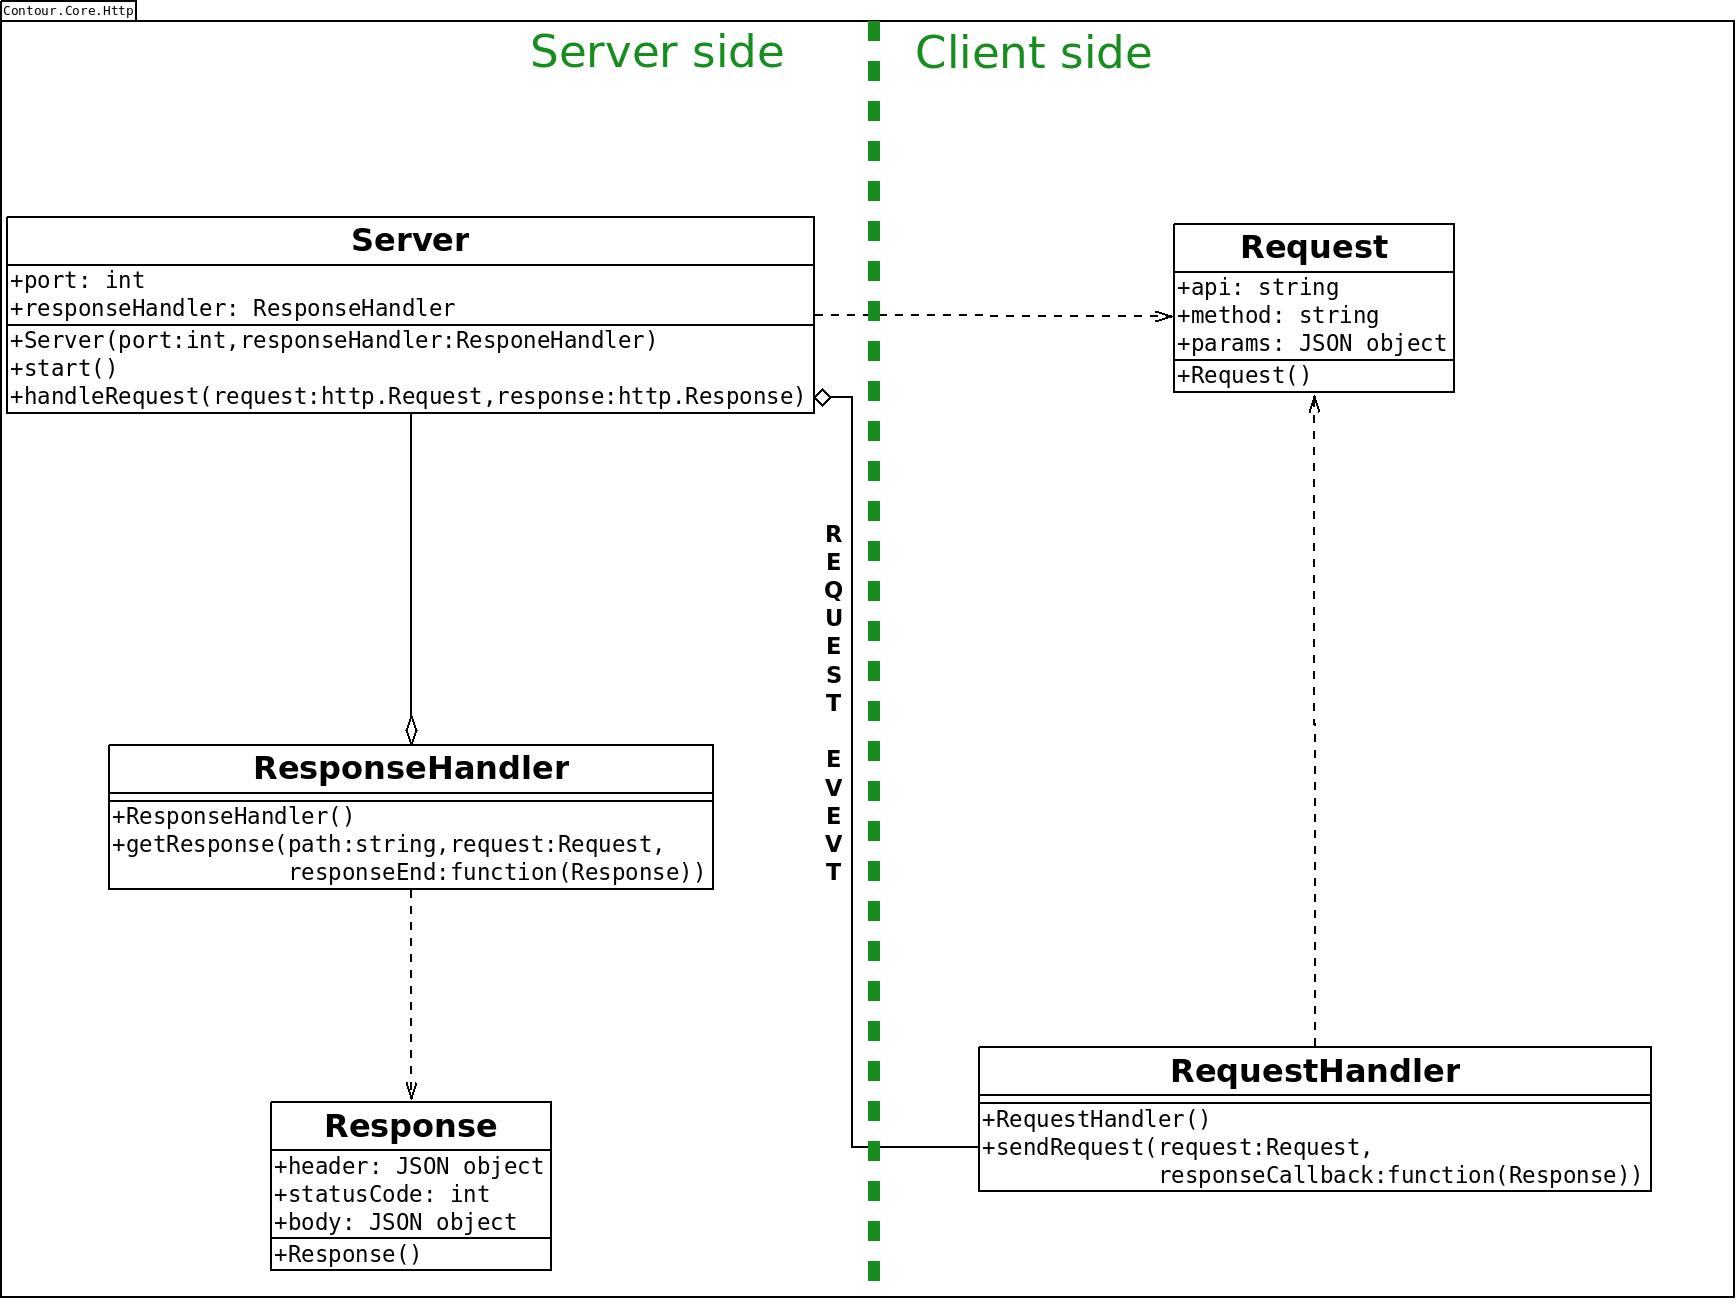 Contour.Core.Http
Server side
Client side
Server
+port: int
+responseHandler: ResponseHandler
+Server(port:int,responseHandler:ResponeHandler)
+start()
+handleRequest(request:http.Request,response:http.Response)
Request
+api: string
+method: string
+params: JSON object
+Request()
R
E
Q
U
E
S
T
E
V
E
V
T
ResponseHandler
+ResponseHandler()
+getResponse(path:string,request:Request,
responseEnd:function(Response))
Response
+header: JSON object
+statusCode: int
+body: JSON object
+Response()
RequestHandler
+RequestHandler()
+sendRequest(request:Request,
responseCallback:function(Response))